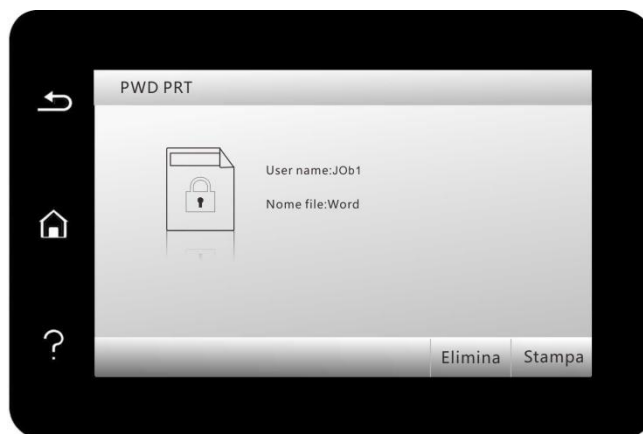 PWD PRT
User name:JOb1
Nome file:Word
?
Elimina Stampa